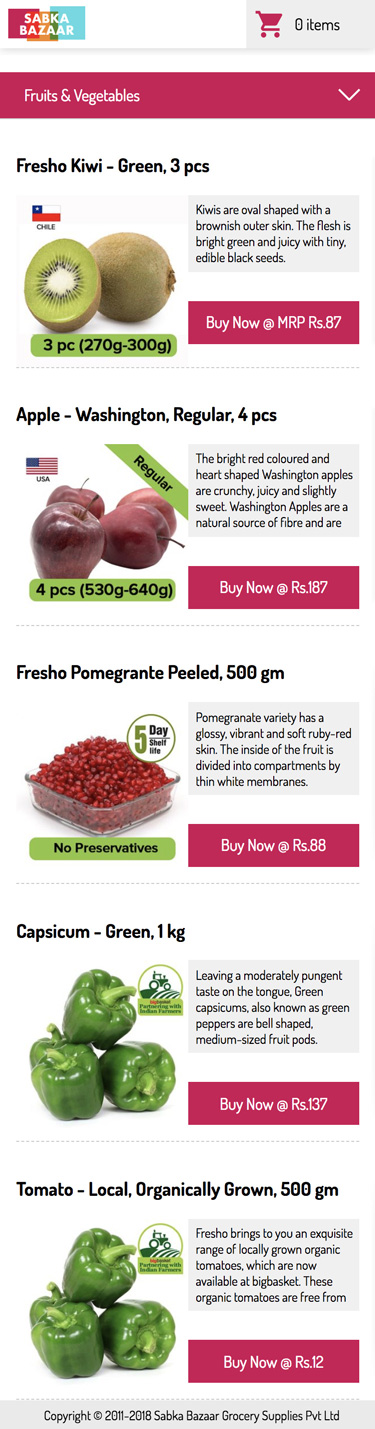 SABKA
BAZAAR
0 items
Fruits & Vegetables
Fresho Kiwi - Green, 3 pcs
CHILE
3 pc (270g-300g)
Kiwis are oval shaped with a
brownish outer skin. The flesh is
bright green and juicy with tiny,
edible black seeds.
Buy Now @ MRP Rs.87
Apple - Washington, Regular, 4 pcs
USA
Regular
4 pcs (530g-640g)
The bright red coloured and
heart shaped Washington apples
are crunchy, juicy and slightly
sweet. Washington Apples are a
natural source of fibre and are
Buy Now @ Rs.187
Fresho Pomegrante Peeled, 500 gm
5 Day
Shelf
life
No Preservatives
Pomegranate variety has a
glossy, vibrant and soft ruby-red
skin. The inside of the fruit is
divided into compartments by
thin white membranes.
Buy Now @ Rs.88
Capsicum - Green, 1 kg
bigbasket
Partnering with
Indian Farmers
Leaving a moderately pungent
taste on the tongue, Green
capsicums, also known as green
peppers are bell shaped,
medium-sized fruit pods.
Buy Now @ Rs.137
Tomato - Local, Organically Grown, 500 gm
bigbasket
Partnering with
Indian Farmers
Fresho brings to you an exquisite
range of locally grown organic
tomatoes, which are now
available at bigbasket. These
organic tomatoes are free from
Buy Now @ Rs.12
Copyright © 2011-2018 Sabka Bazaar Grocery Supplies Pvt Ltd